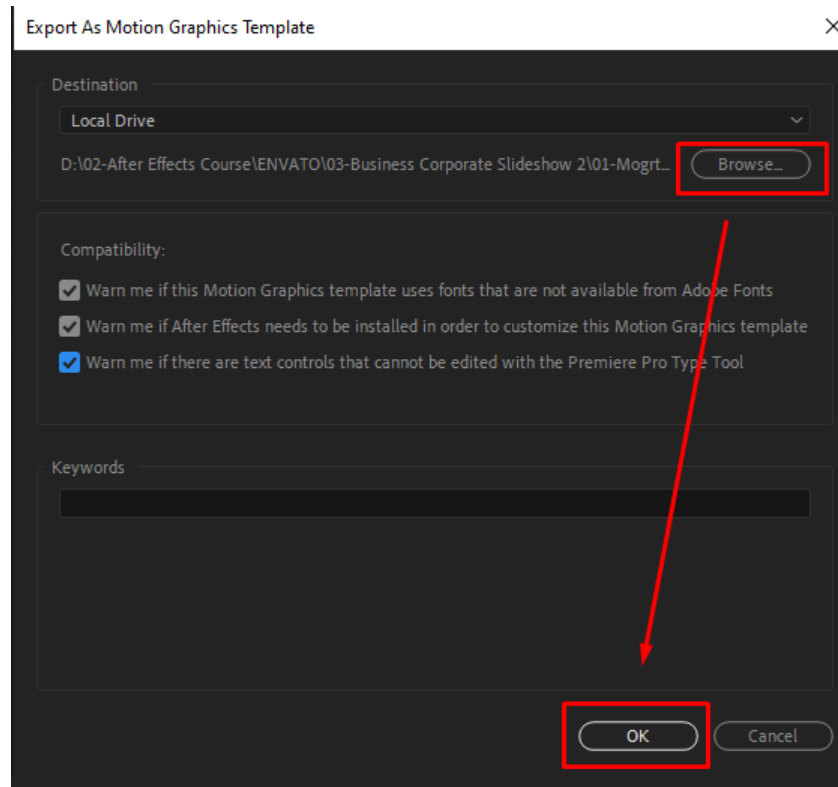 Export As Motion Graphics Template
Destination
Local Drive
D:\02-After Effects Course\ENVATO\03-Business Corporate Slideshow 2\01-Mogrt... Browse...
Compatibility:
Warn me if this Motion Graphics template uses fonts that are not available from Adobe Fonts
Warn me if After Effects needs to be installed in order to customize this Motion Graphics template
Warn me if there are text controls that cannot be edited with the Premiere Pro Type Tool
Keywords
OK Cancel